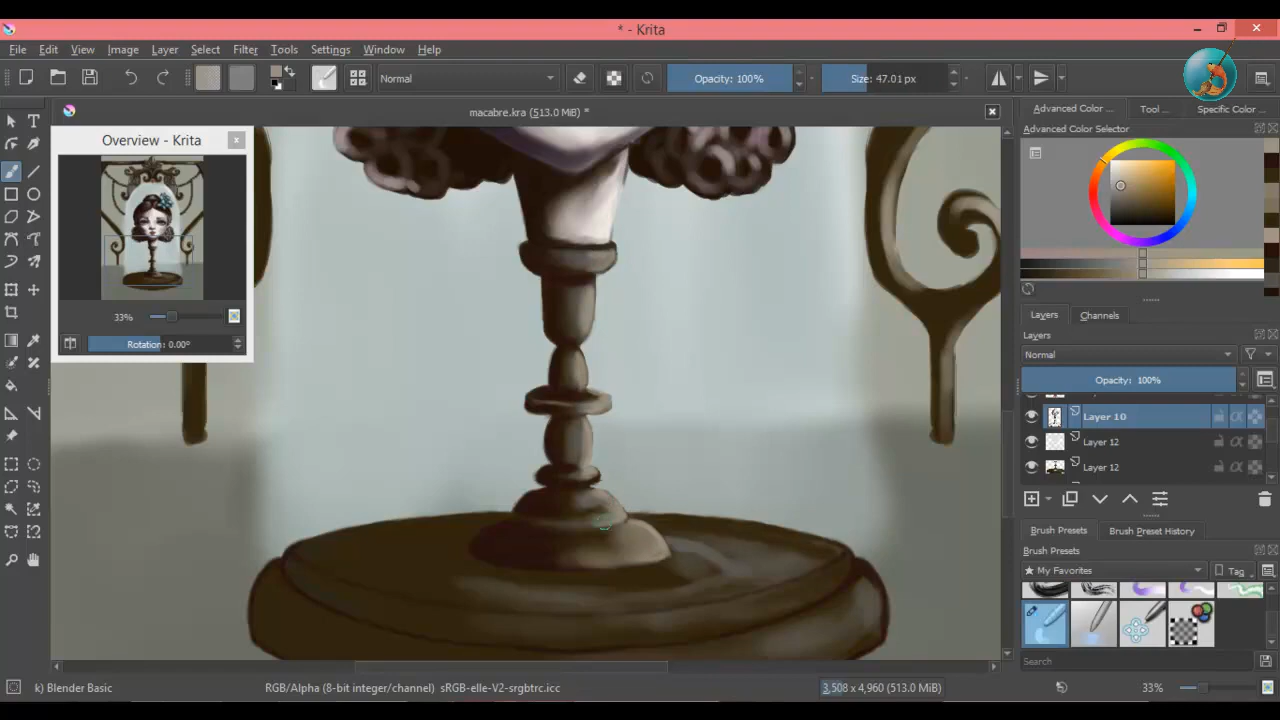 * - Krita
File Edit View Image Layer Select Filter Tools Settings Window Help
Normal Opacity: 100% Size: 47.01 px
macabre.kra (513.0 MiB) *
Advanced Color ... Tool ... Specific Color ...
Advanced Color Selector
Overview - Krita
33%
Rotation: 0.00°
Layers Channels
Layers
Normal
Opacity: 100%
Layer 10
Layer 12
Layer 12
Brush Presets Brush Preset History
Brush Presets
My Favorites Tag
Search
k) Blender Basic RGB/Alpha (8-bit integer/channel) sRGB-elle-V2-srgbtrc.icc 3,508 x 4,960 (513.0 MiB) 33%